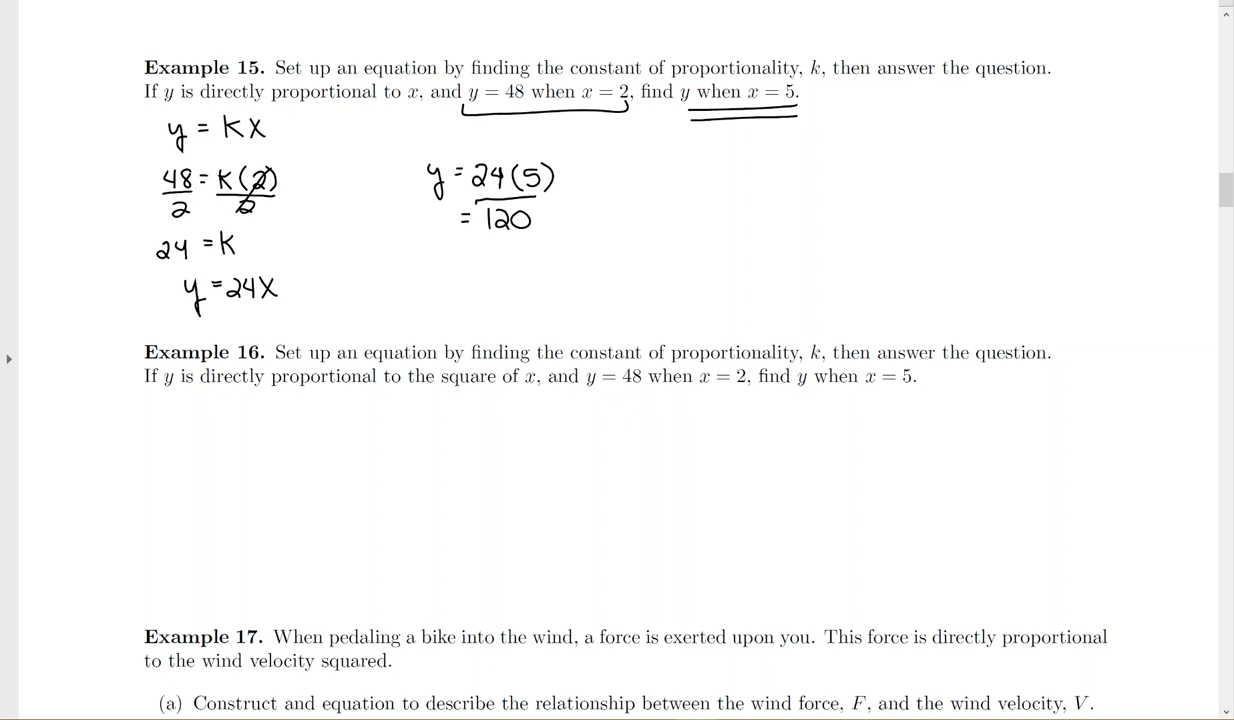 Example 15. Set up an equation by finding the constant of proportionality, k, then answer the question.
If y is directly proportional to x, and y = 48 when x = 2, find y when x = 5.
y = KX
48 = K(2)
2 2
24 = K
y = 24X
y = 24(5)
= 120
Example 16. Set up an equation by finding the constant of proportionality, k, then answer the question.
If y is directly proportional to the square of x, and y = 48 when x = 2, find y when x = 5.
Example 17. When pedaling a bike into the wind, a force is exerted upon you. This force is directly proportional
to the wind velocity squared.
(a) Construct and equation to describe the relationship between the wind force, F, and the wind velocity, V.